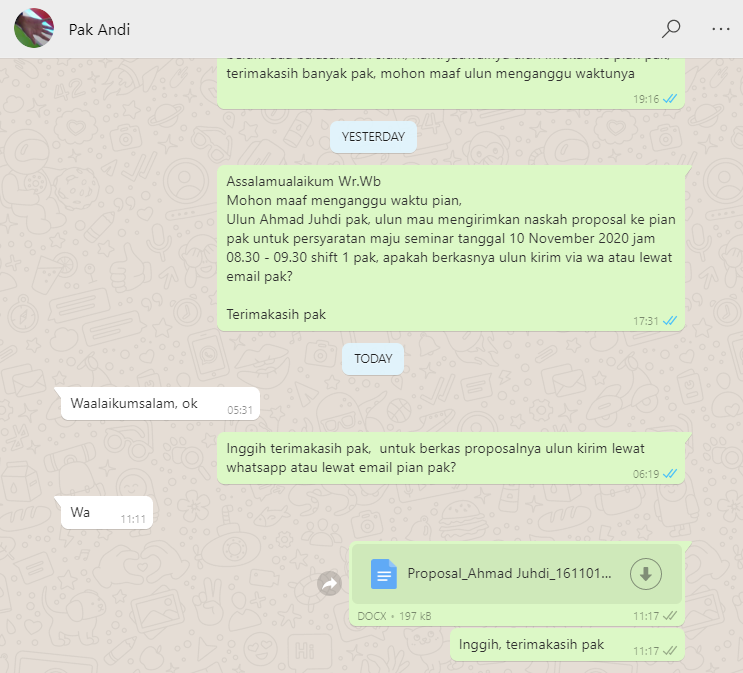 Pak Andi
terimakasih banyak pak, mohon maaf ulun menganggu waktunya
19:16
YESTERDAY
Assalamualaikum Wr.Wb
Mohon maaf menganggu waktu pian,
Ulun Ahmad Juhdi pak, ulun mau mengirimkan naskah proposal ke pian
pak untuk persyaratan maju seminar tanggal 10 November 2020 jam
08.30 - 09.30 shift 1 pak, apakah berkasnya ulun kirim via wa atau lewat
email pak?
Terimakasih pak
17:31
TODAY
Waalaikumsalam, ok
05:31
Inggih terimakasih pak,  untuk berkas proposalnya ulun kirim lewat
whatsapp atau lewat email pian pak?
06:19
Wa
11:11
Proposal_Ahmad Juhdi_161101...
DOCX • 197 kB
11:17
Inggih, terimakasih pak
11:17